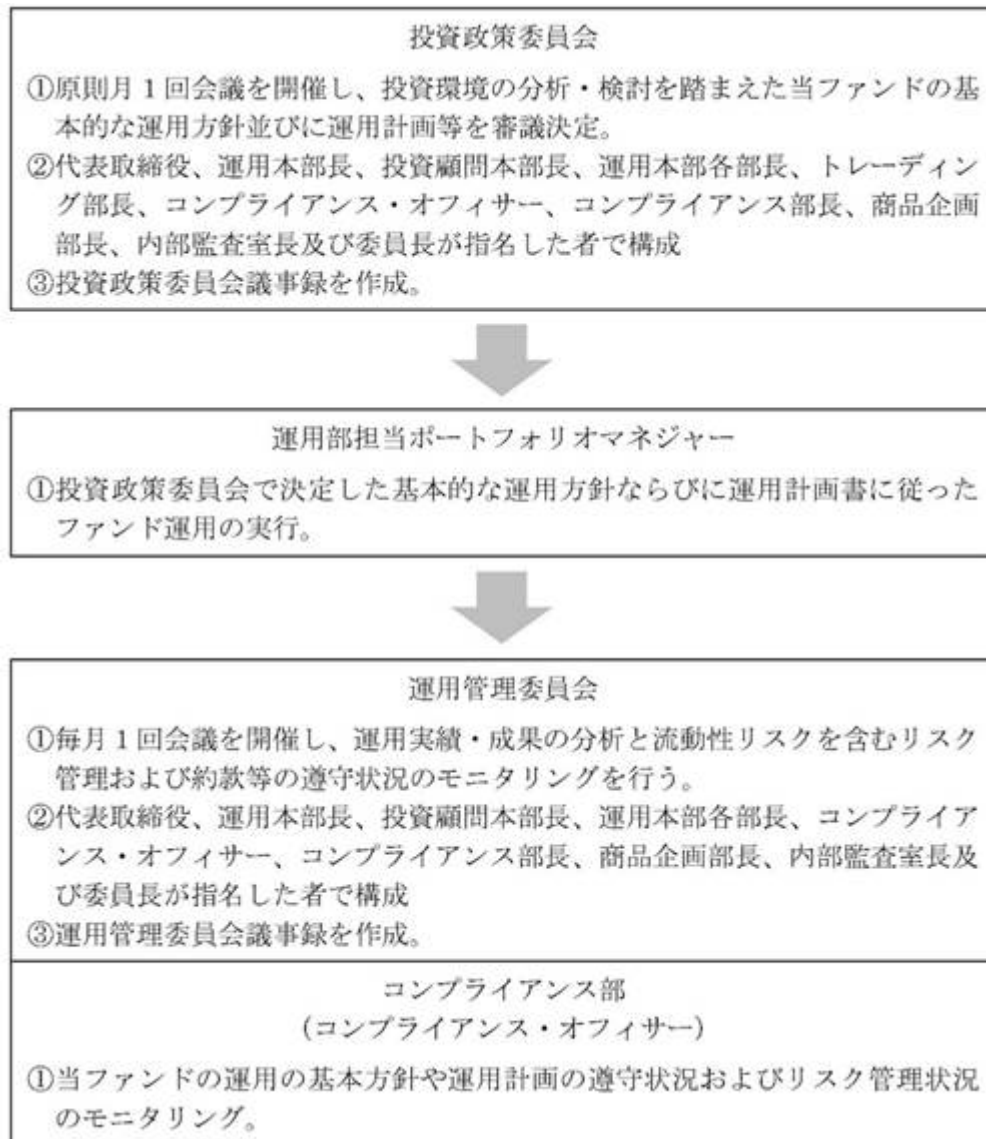 投資政策委員会
①原則月1回会議を開催し、投資環境の分析・検討を踏まえた当ファンドの基
本的な運用方針並びに運用計画等を審議決定。
②代表取締役、運用本部長、投資顧問本部長、運用本部各部長、トレーディン
グ部長、コンプライアンス・オフィサー、コンプライアンス部長、商品企画
部長、内部監査室長及び委員長が指名した者で構成
③投資政策委員会議事録を作成。
運用部担当ポートフォリオマネジャー
①投資政策委員会で決定した基本的な運用方針ならびに運用計画書に従った
ファンド運用の実行。
運用管理委員会
①毎月1回会議を開催し、運用実績・成果の分析と流動性リスクを含むリスク
管理および約款等の遵守状況のモニタリングを行う。
②代表取締役、運用本部長、投資顧問本部長、運用本部各部長、コンプライア
ンス・オフィサー、コンプライアンス部長、商品企画部長、内部監査室長及
び委員長が指名した者で構成
③運用管理委員会議事録を作成。
コンプライアンス部
(コンプライアンス・オフィサー)
①当ファンドの運用の基本方針や運用計画の遵守状況およびリスク管理状況
のモニタリング。